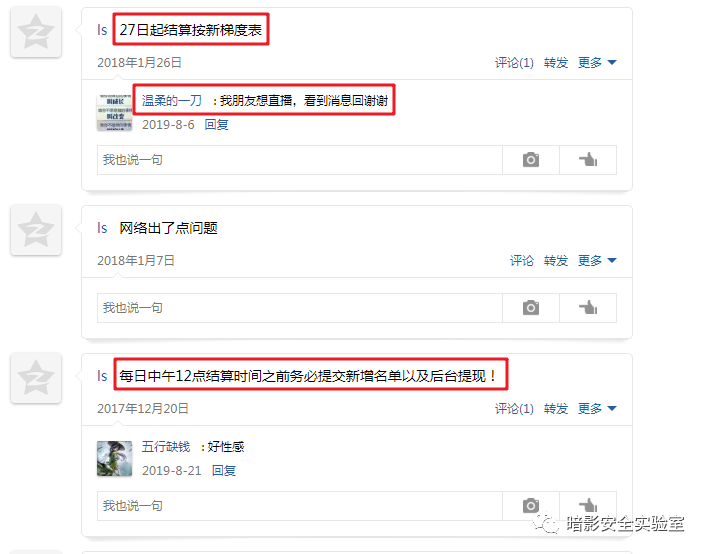 ls 27日起结算按新梯度表
2018年1月26日 评论(1) 转发 更多
温柔的一刀 : 我朋友想直播，看到消息回谢谢
2019-8-6 回复
我也说一句
ls 网络出了点问题
2018年1月7日 评论 转发 更多
我也说一句
ls 每日中午12点结算时间之前务必提交新增名单以及后台提现！
2017年12月20日 评论(1) 转发 更多
五行缺钱 : 好性感
2019-8-21 回复
我也说一句
暗影安全实验室